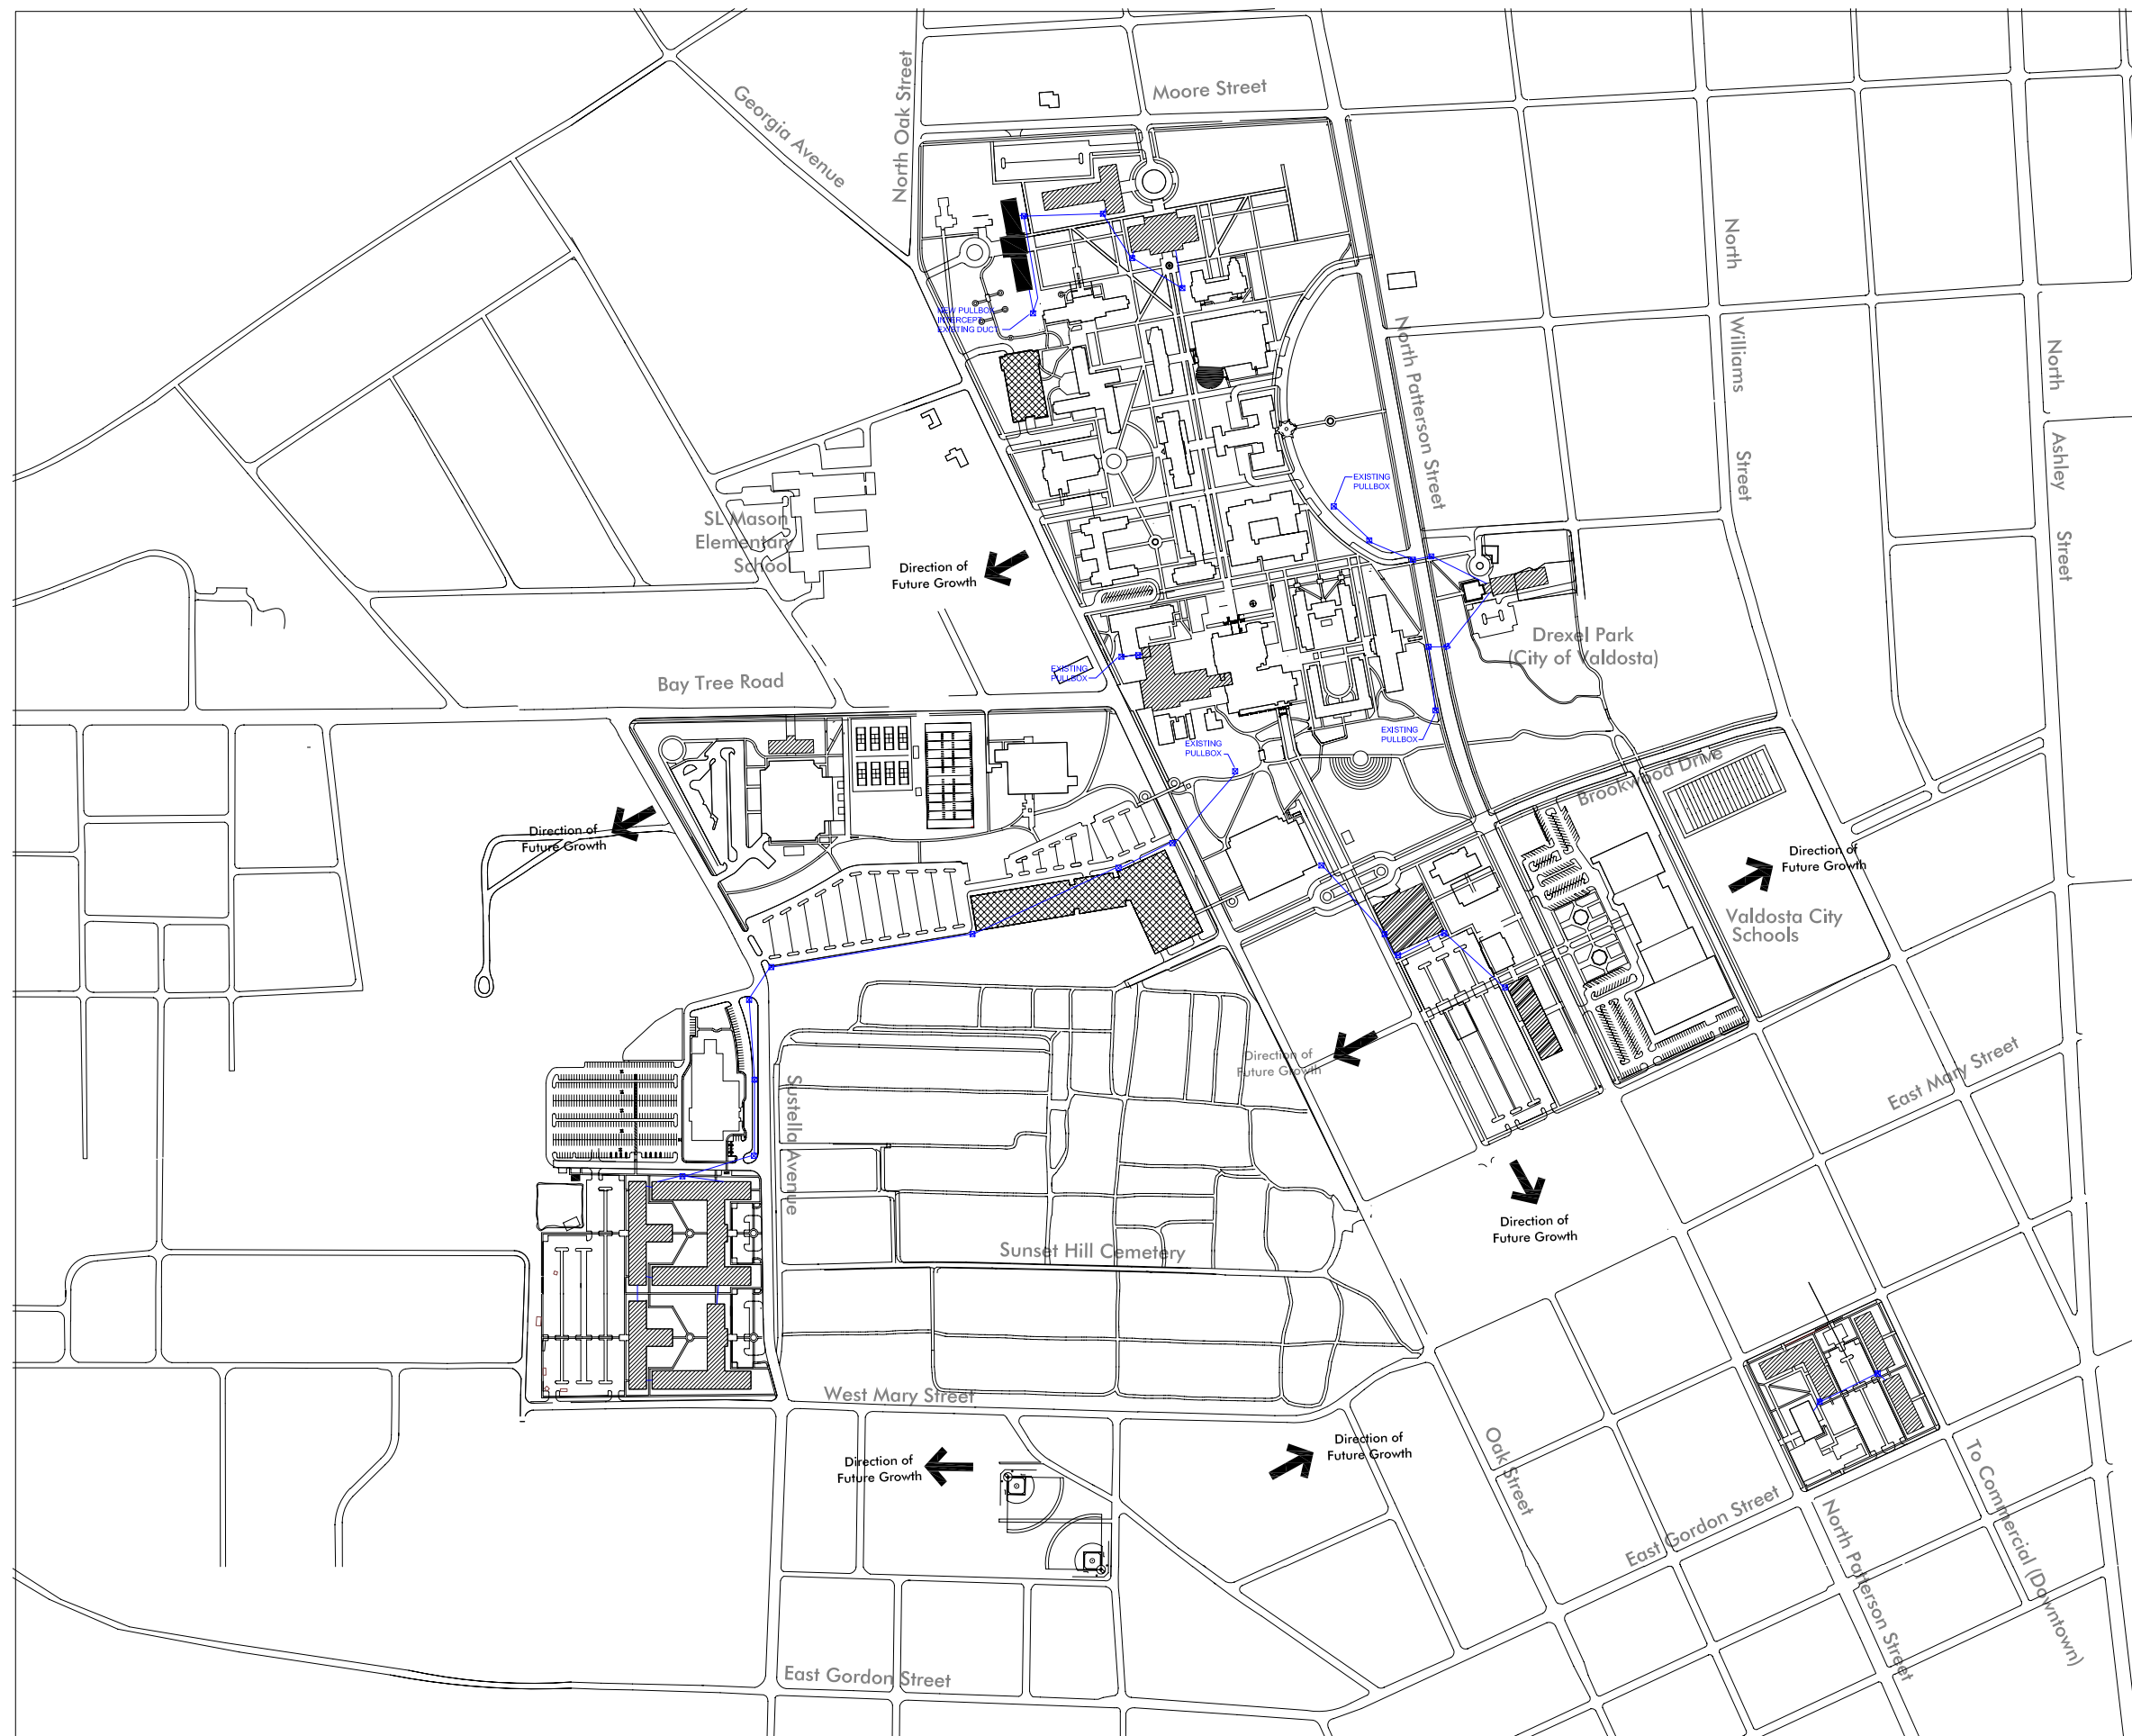 Moore Street
Georgia Avenue
North Oak Street
North
Williams
Street
North
Ashley
Street
NEW PULLBOX
INTERCEPT
EXISTING DUCT
North Patterson Street
EXISTING
PULLBOX
SL Mason
Elementary
School
Direction of
Future Growth
Drexel Park
(City of Valdosta)
EXISTING
PULLBOX
Bay Tree Road
EXISTING
PULLBOX
EXISTING
PULLBOX
Brookwood Drive
Direction of
Future Growth
Direction of
Future Growth
Valdosta City
Schools
Direction of
Future Growth
East Mary Street
Sustella Avenue
Direction of
Future Growth
Sunset Hill Cemetery
West Mary Street
Direction of
Future Growth
Direction of
Future Growth
Oak Street
East Gordon Street
North Patterson Street
To Commercial (Downtown)
East Gordon Street